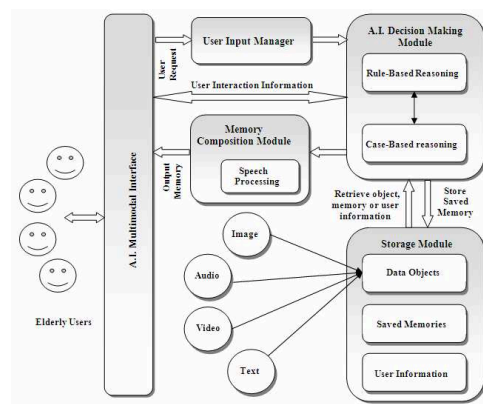 A.I. Decision Making
Module
User Input Manager
User
Request
Rule-Based Reasoning
User Interaction Information
Memory
Composition Module
Case-Based reasoning
Speech
Processing
Output
Memory
A.I. Multimodal Interface
Retrieve object,
memory or user
information
Store
Saved
Memory
Image
Storage Module
Data Objects
Audio
Elderly Users
Video
Saved Memories
Text
User Information